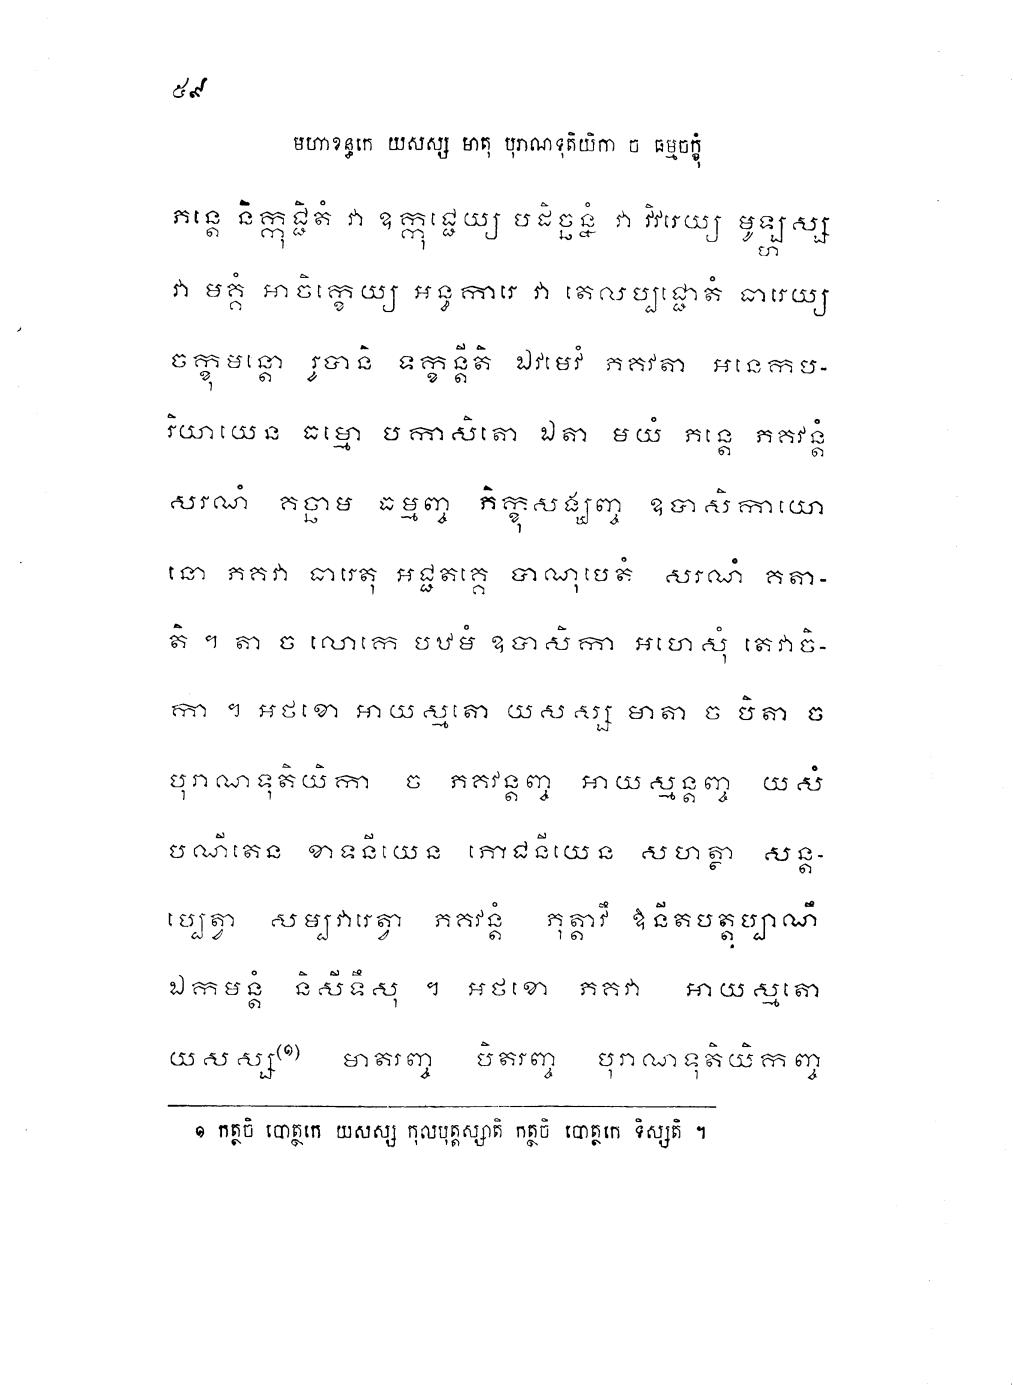 ៥៩
មហាខន្ធកេ យសស្ស មាតុ បុរាណទុតិយិកា ច ធម្មចក្ខុំ
ភន្តេ និក្កុជ្ជិតំ វា ឧក្កុជ្ជេយ្យ បដិច្ឆន្នំ វា វិវរេយ្យ មូឡ្ហស្ស
វា មគ្គំ អាចិក្ខេយ្យ អន្ធការេ វា តេលប្បជ្ជោតំ ធារេយ្យ
ចក្ខុមន្តោ រូបានិ ទក្ខន្តីតិ ឯវមេវំ ភគវតា អនេកប-
រិយាយេន ធម្មោ បកាសិតោ ឯតា មយំ ភន្តេ ភគវន្តំ
សរណំ គច្ឆាម ធម្មញ្ច ភិក្ខុសង្ឃញ្ច ឧបាសិកាយោ
នោ ភគវា ធារេតុ អជ្ជតគ្គេ បាណុបេតំ សរណំ គតា-
តិ ។ តា ច លោកេ បឋមំ ឧបាសិកា អហេសុំ តេវាចិ-
កា ។ អថខោ អាយស្មតោ យសស្ស មាតា ច បិតា ច
បុរាណទុតិយិកា ច ភគវន្តញ្ច អាយស្មន្តញ្ច យសំ
បណីតេន ខាទនីយេន ភោជនីយេន សហត្ថា សន្ត-
ប្បេត្វា សម្បវារេត្វា ភគវន្តំ ភុត្តាវឹ ឱនីតបត្តប្បាណឹ
ឯកមន្តំ និសីទឹសុ ។ អថខោ ភគវា អាយស្មតោ
យសស្ស(១) មាតរញ្ច បិតរញ្ច បុរាណទុតិយិកញ្ច
១ កត្ថចិ បោត្ថកេ យសស្ស កុលបុត្តស្សាតិ កត្ថចិ បោត្ថកេ ទិស្សតិ ។